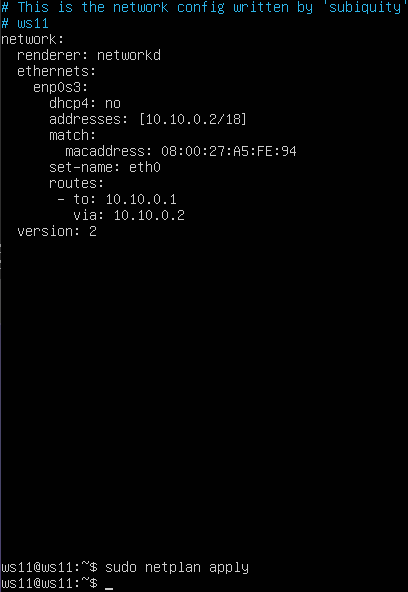 # This is the network config written by 'subiquity'
# ws11
network:
  renderer: networkd
  ethernets:
    enp0s3:
      dhcp4: no
      addresses: [10.10.0.2/18]
      match:
        macaddress: 08:00:27:A5:FE:94
      set-name: eth0
      routes:
       - to: 10.10.0.1
         via: 10.10.0.2
  version: 2
ws11@ws11:~$ sudo netplan apply
ws11@ws11:~$ _